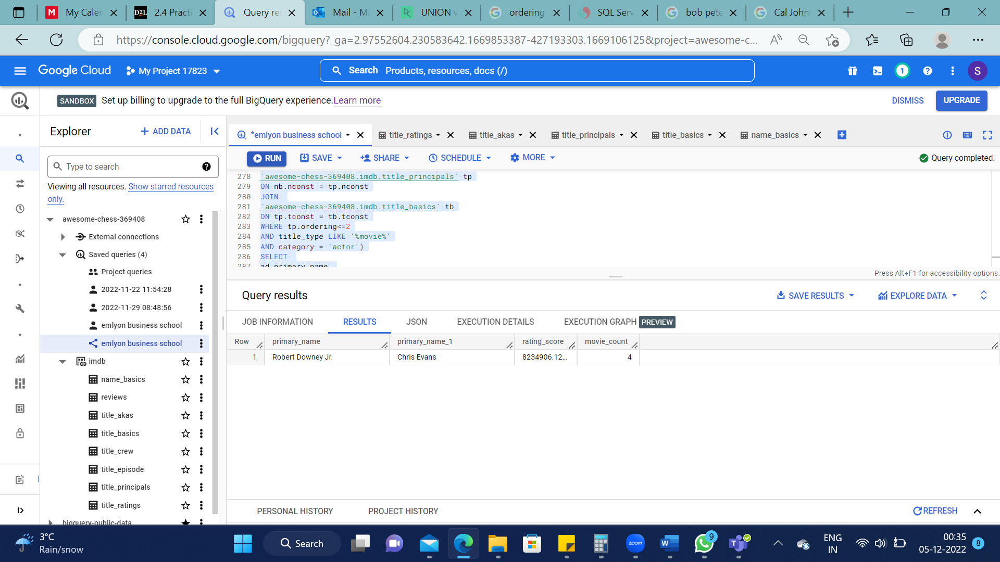 My Calen
2.4 Practi
Query re
Mail - M
UNION v
ordering
SQL Serv
bob pete
Cal John
https://console.cloud.google.com/bigquery?_ga=2.97552604.230583642.1669853387-427193303.1669106125&project=awesome-c...
Google Cloud
My Project 17823
Search Products, resources, docs (/)
1
S
SANDBOX Set up billing to upgrade to the full BigQuery experience. Learn more
DISMISS
UPGRADE
Explorer
+ ADD DATA
Type to search
Viewing all resources. Show starred resources
only.
awesome-chess-369408
External connections
Saved queries (4)
Project queries
2022-11-22 11:54:28
2022-11-29 08:48:56
emlyon business school
emlyon business school
imdb
name_basics
reviews
title_akas
title_basics
title_crew
title_episode
title_principals
title_ratings
bigquery-public-data
*emlyon business school
title_ratings
title_akas
title_principals
title_basics
name_basics
RUN
SAVE
SHARE
SCHEDULE
MORE
Query completed.
278 `awesome-chess-369408.imdb.title_principals` tp
279 ON nb.nconst = tp.nconst
280 JOIN
281 `awesome-chess-369408.imdb.title_basics` tb
282 ON tp.tconst = tb.tconst
283 WHERE tp.ordering<=2
284 AND title_type LIKE '%movie%'
285 AND category = 'actor')
286 SELECT
287 ad.primary_name
Press Alt+F1 for accessibility options.
Query results
SAVE RESULTS
EXPLORE DATA
JOB INFORMATION
RESULTS
JSON
EXECUTION DETAILS
EXECUTION GRAPH PREVIEW
Row primary_name primary_name_1 rating_score movie_count
1 Robert Downey Jr. Chris Evans 8234906.12... 4
PERSONAL HISTORY
PROJECT HISTORY
REFRESH
3°C
Rain/snow
Search
zoom
9
ENG
IN
00:35
05-12-2022
8